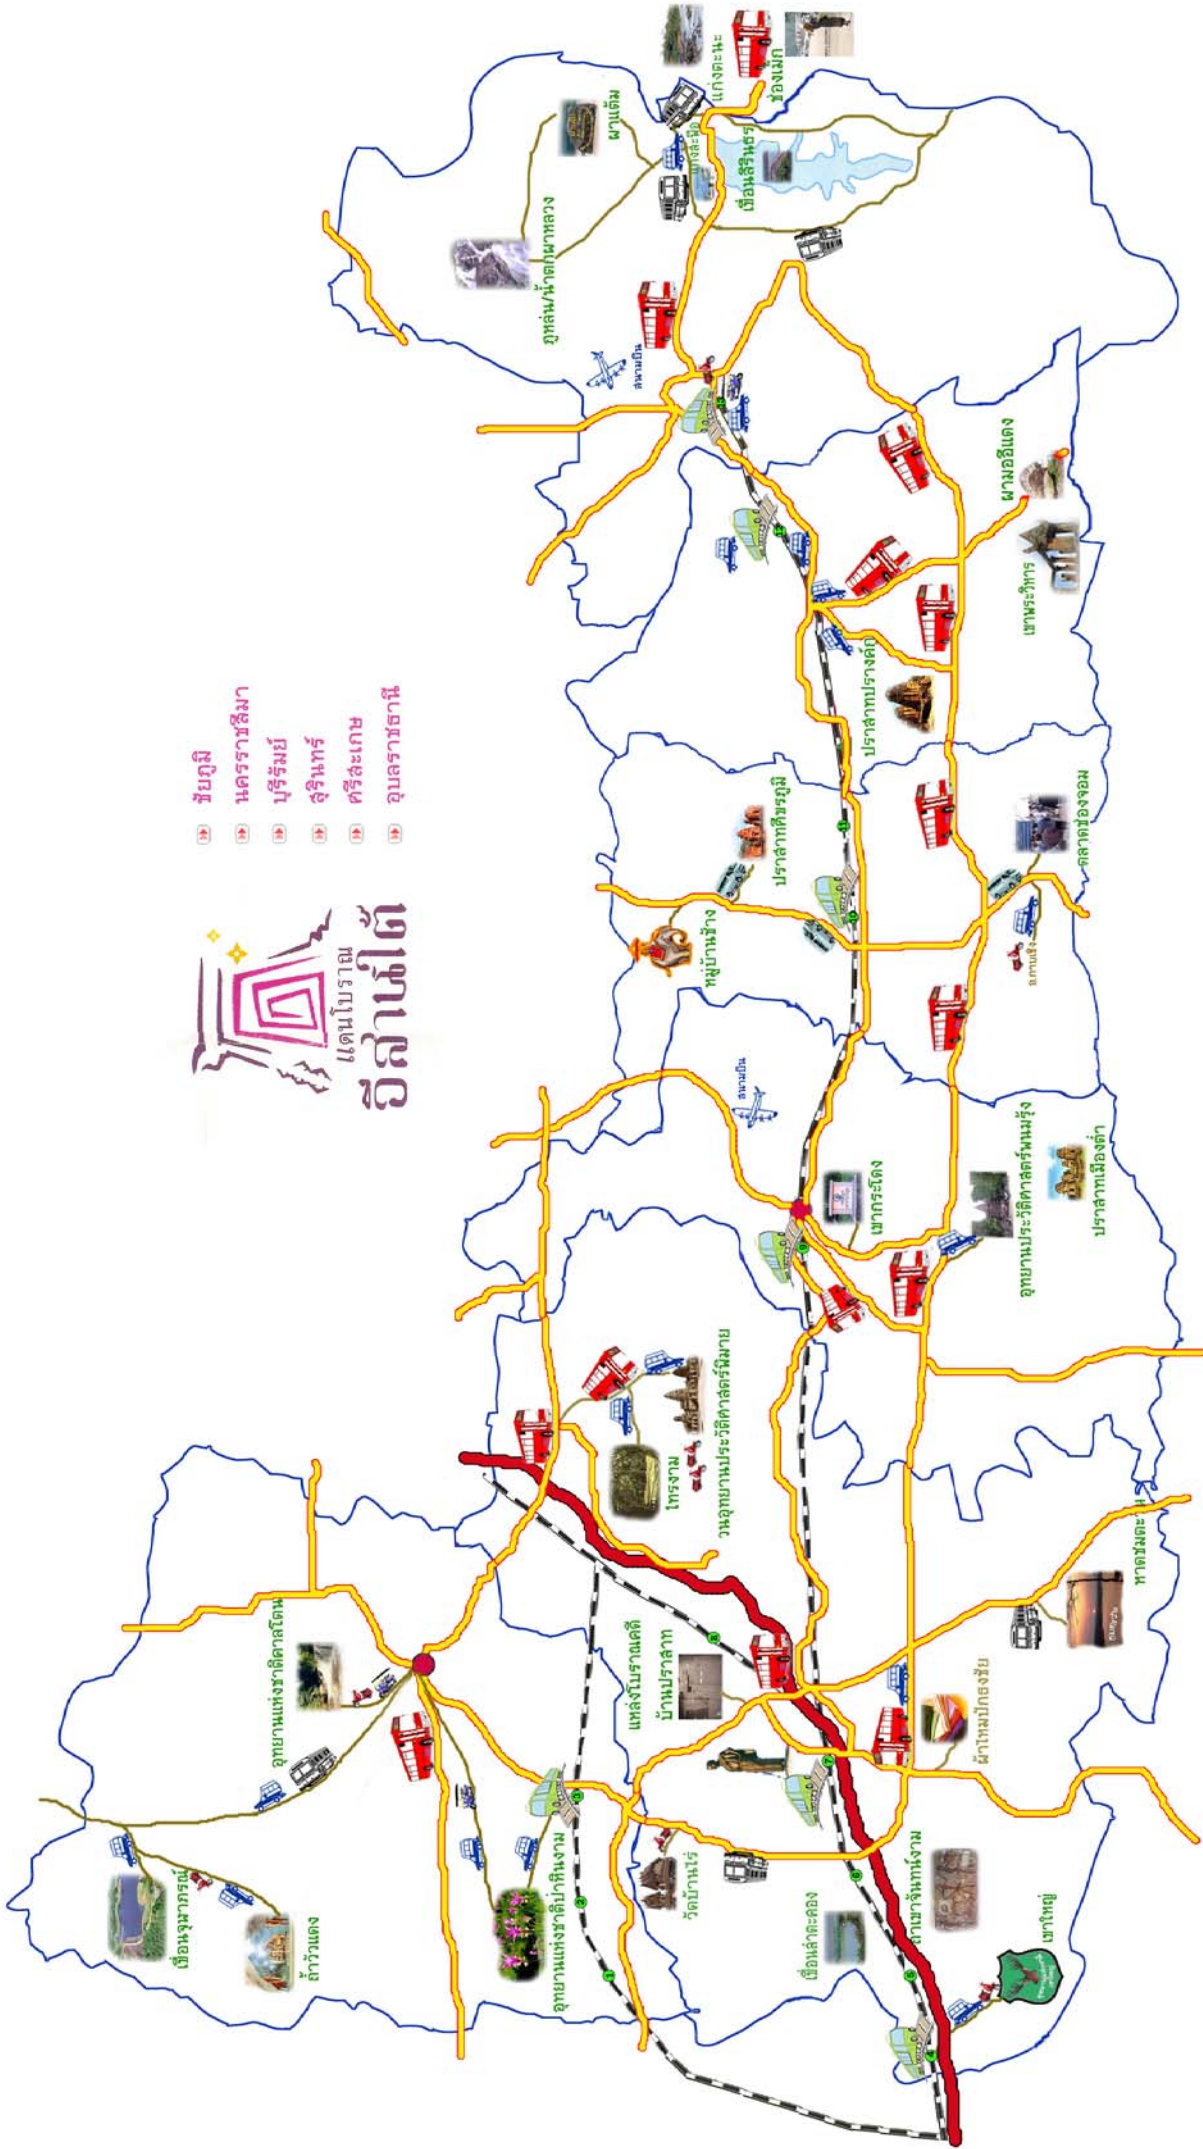 แดนโบราณ
อีสานใต้
ชัยภูมิ
นครราชสีมา
บุรีรัมย์
สุรินทร์
ศรีสะเกษ
อุบลราชธานี
เขื่อนจุฬาภรณ์
ถ้ำวัวแดง
อุทยานแห่งชาติตาดโตน
อุทยานแห่งชาติป่าหินงาม
ไทรงาม
วนอุทยานประวัติศาสตร์พิมาย
แหล่งโบราณคดี
บ้านปราสาท
วัดบ้านไร่
เขื่อนลำตะคอง
ถ้ำเขาจันทน์งาม
เขาใหญ่
ผ้าไหมปักธงชัย
สนามบิน
เขากระโดง
อุทยานประวัติศาสตร์พนมรุ้ง
ปราสาทเมืองต่ำ
หมู่บ้านช้าง
ปราสาทศีขรภูมิ
อ.กาบเชิง
ตลาดช่องจอม
ปราสาทปรางค์กู่
เขาพระวิหาร
ผามออีแดง
สนามบิน
ภูหล่น/น้ำตกผาหลวง
ผาแต้ม
แก่งตะนะ
ช่องเม็ก
เขื่อนสิรินธร
1
2
3
4
5
6
7
8
9
10
11
12